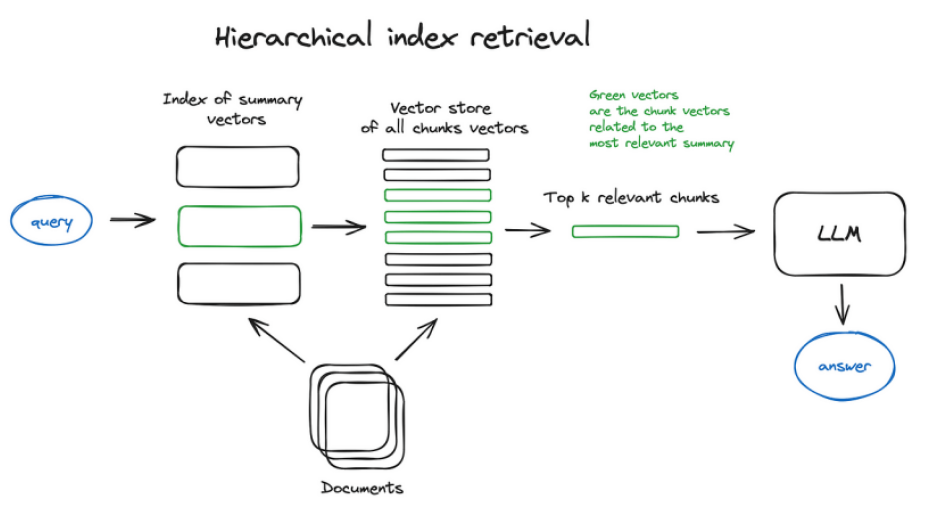 Hierarchical index retrieval
Index of summary
vectors
Vector store
of all chunks vectors
Green vectors
are the chunk vectors
related to the
most relevant summary
query
Top k relevant chunks
LLM
answer
Documents